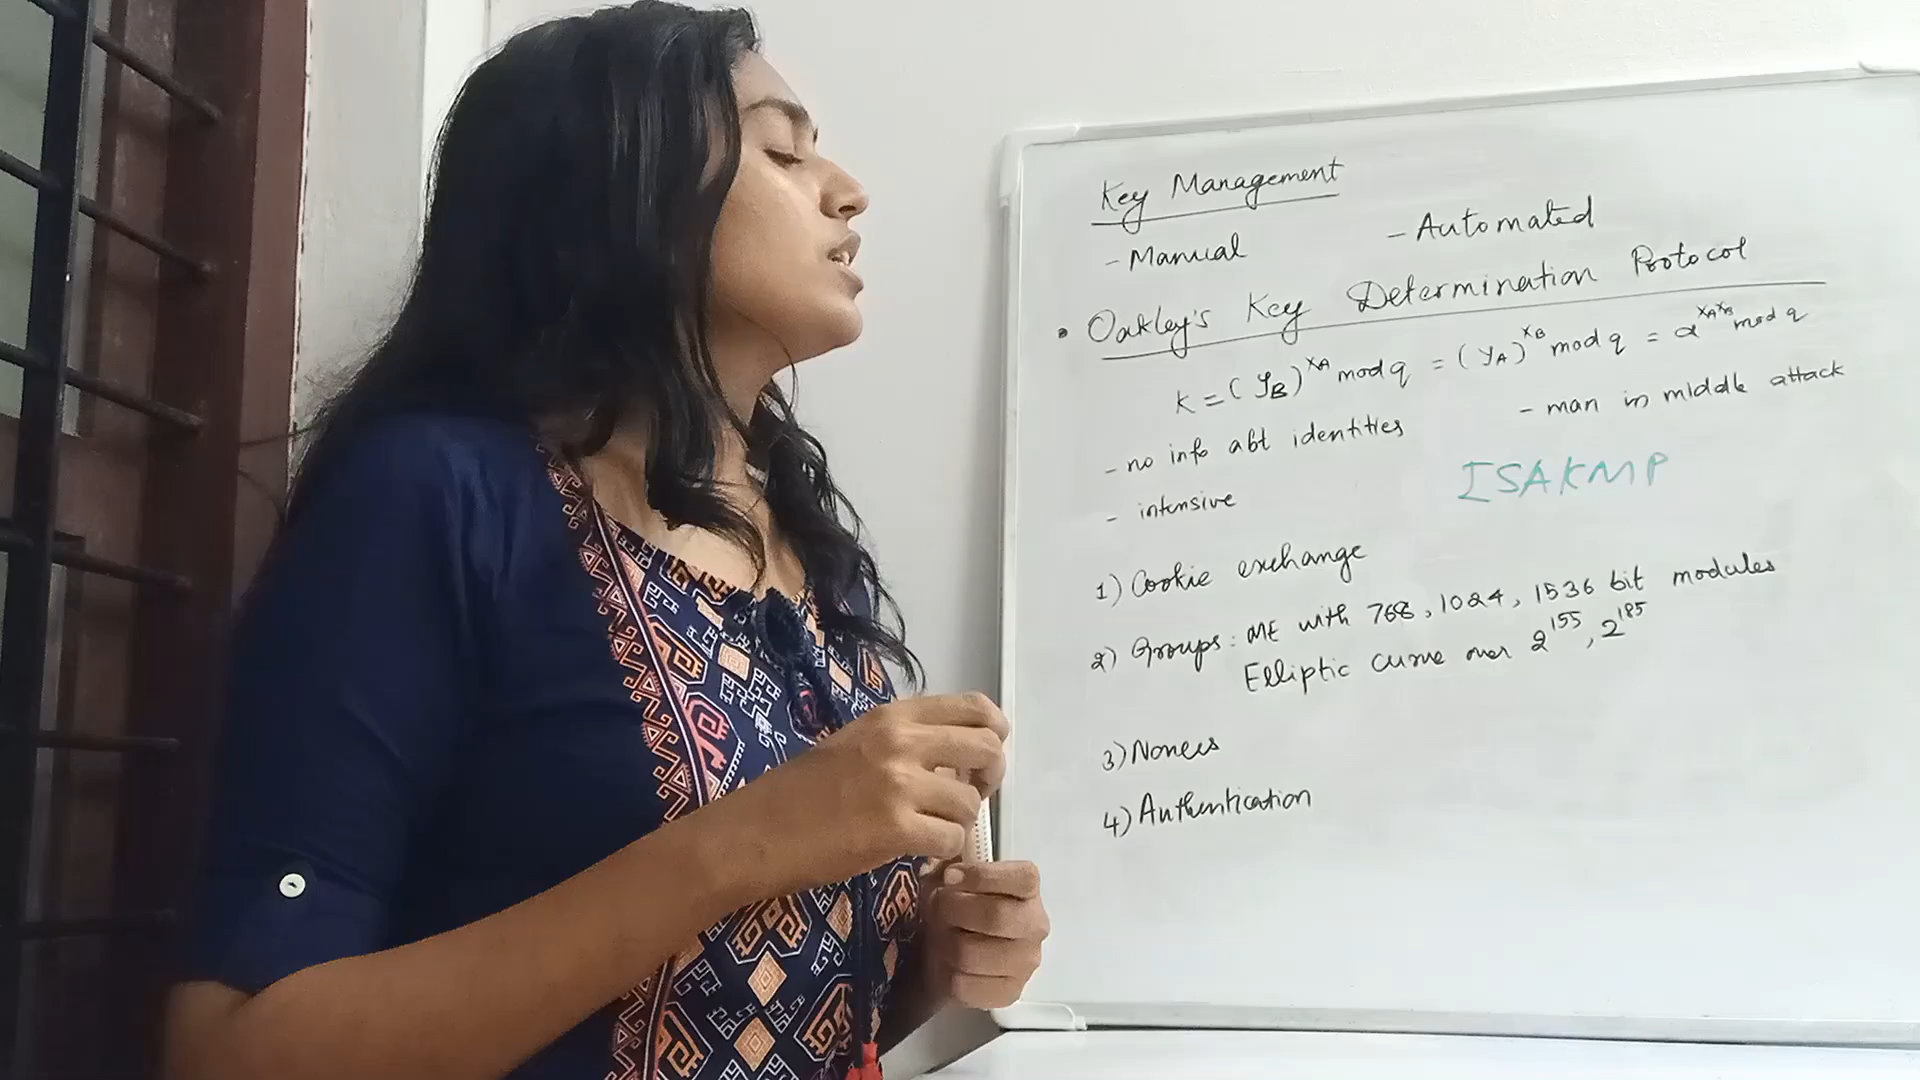 Key Management
- Manual - Automated
• Oakley's Key Determination Protocol
K = (YB)^XA mod q = (YA)^XB mod q = α^XAXB mod q
- no info abt identities - man in middle attack
- intensive ISAKMP
1) Cookie exchange
2) Groups: ME with 768, 1024, 1536 bit modules
Elliptic curve over 2^155, 2^185
3) Nonces
4) Authentication